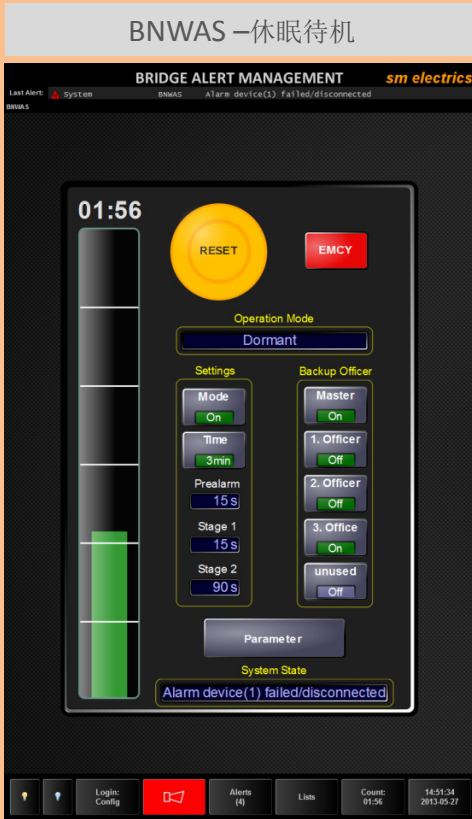 BNWAS –休眠待机
BRIDGE ALERT MANAGEMENT
sm electrics
Last Alert: System BNWAS Alarm device(1) failed/disconnected
BNWAS
01:56
RESET
EMCY
Operation Mode
Dormant
Settings
Backup Officer
Mode
On
Master
On
Time
3min
1. Officer
Off
Prealarm
15 s
2. Officer
Off
Stage 1
15 s
3. Office
On
Stage 2
90 s
unused
Off
Parameter
System State
Alarm device(1) failed/disconnected
Login:
Config
Alerts
(4)
Lists
Count:
01:56
14:51:34
2013-05-27